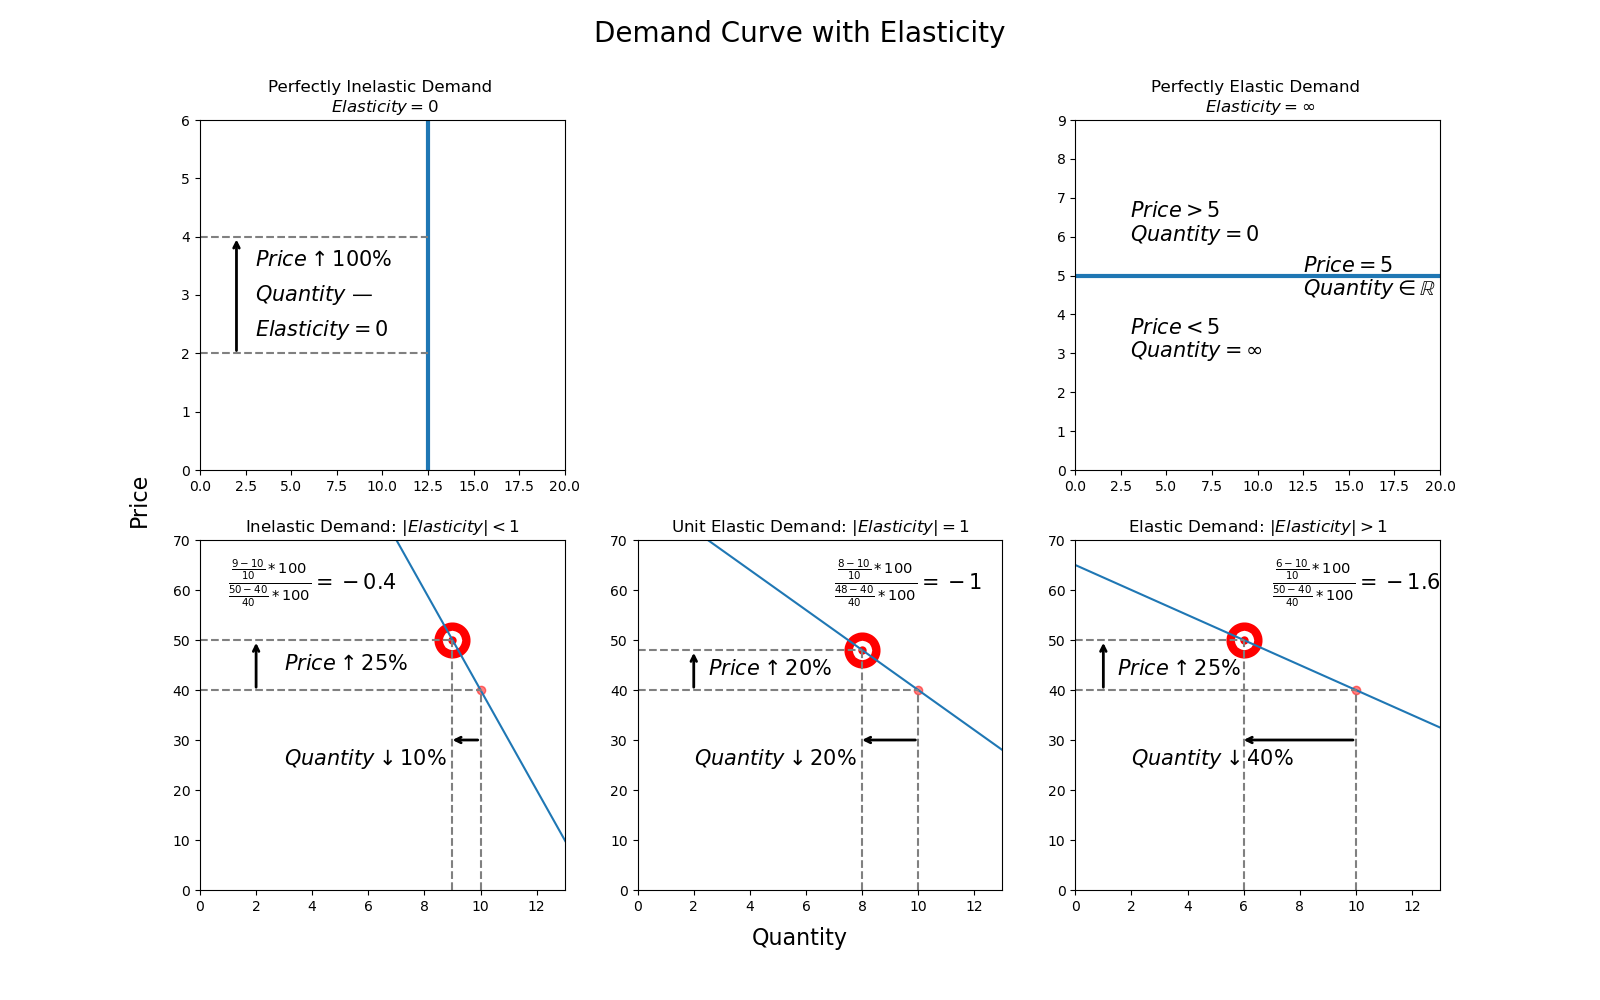 Demand Curve with Elasticity
Perfectly Inelastic Demand
Elasticity = 0
6
5
4
3
2
1
0
Price ↑ 100%
Quantity —
Elasticity = 0
0.0 2.5 5.0 7.5 10.0 12.5 15.0 17.5 20.0
Perfectly Elastic Demand
Elasticity = ∞
9
8
7
6
5
4
3
2
1
0
Price > 5
Quantity = 0
Price = 5
Quantity ∈ ℝ
Price < 5
Quantity = ∞
0.0 2.5 5.0 7.5 10.0 12.5 15.0 17.5 20.0
Price
Inelastic Demand: |Elasticity| < 1
70
60
50
40
30
20
10
0
\frac{\frac{9-10}{10} * 100}{\frac{50-40}{40} * 100} = −0.4
Price ↑ 25%
Quantity ↓ 10%
0 2 4 6 8 10 12
Unit Elastic Demand: |Elasticity| = 1
70
60
50
40
30
20
10
0
\frac{\frac{8-10}{10} * 100}{\frac{48-40}{40} * 100} = −1
Price ↑ 20%
Quantity ↓ 20%
0 2 4 6 8 10 12
Elastic Demand: |Elasticity| > 1
70
60
50
40
30
20
10
0
\frac{\frac{6-10}{10} * 100}{\frac{50-40}{40} * 100} = −1.6
Price ↑ 25%
Quantity ↓ 40%
0 2 4 6 8 10 12
Quantity